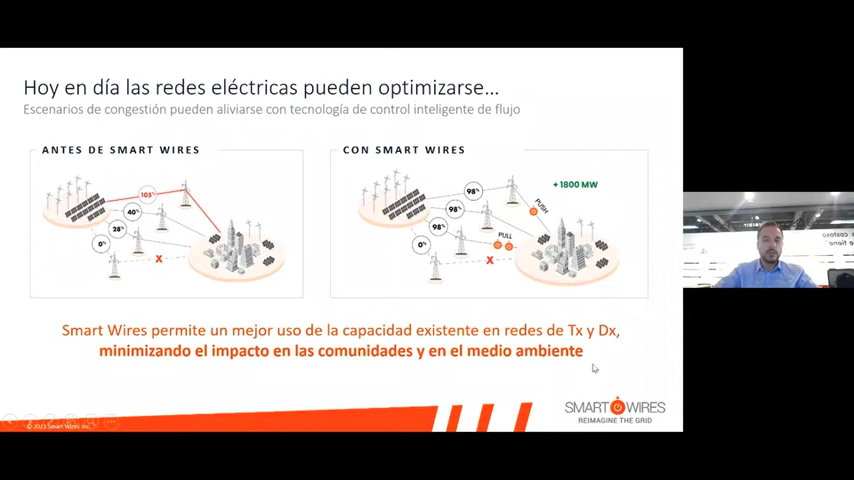 Hoy en día las redes eléctricas pueden optimizarse...
Escenarios de congestión pueden aliviarse con tecnología de control inteligente de flujo
ANTES DE SMART WIRES
105%
40%
28%
0%
X
CON SMART WIRES
+ 1800 MW
98%
98%
98%
0%
PUSH
PULL
X
Smart Wires permite un mejor uso de la capacidad existente en redes de Tx y Dx,
minimizando el impacto en las comunidades y en el medio ambiente
SMART WIRES
REIMAGINE THE GRID
Smart Wires Inc.
costoso
tiene